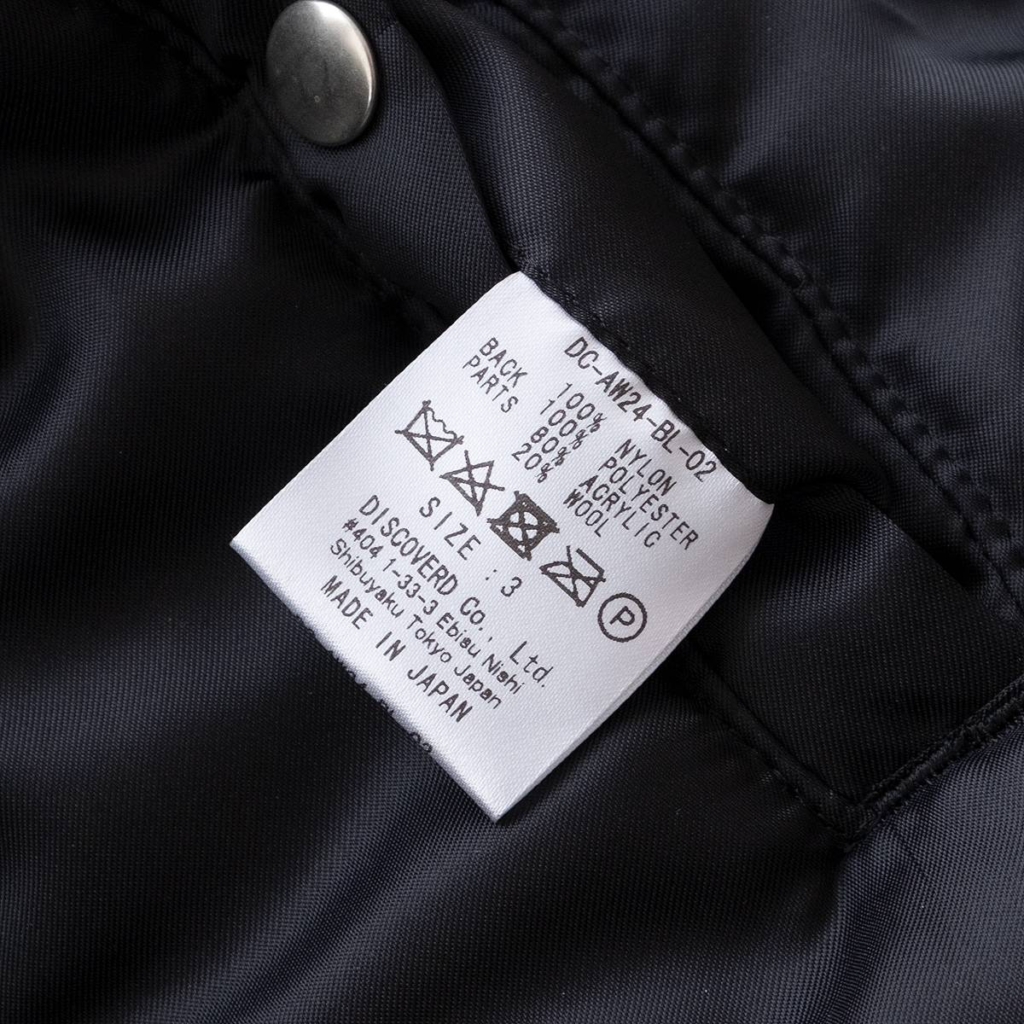 DC-AW24-BL-02
100% NYLON
BACK 100% POLYESTER
PARTS 80% ACRYLIC
20% WOOL
P
SIZE : 3
DISCOVERD Co., Ltd.
#404 1-33-3 Ebisu Nishi
Shibuyaku Tokyo Japan
MADE IN JAPAN